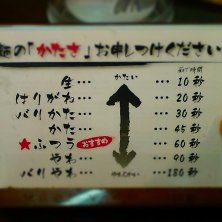 麺の「かたさ」お申しつけください
ゆで時間
生… かたい …10秒
はりがね… …20秒
バリかた… …30秒
かた… …45秒
★ふつう おすすめ …60秒
やわ… …90秒
バリやわ… やわらかい …180秒